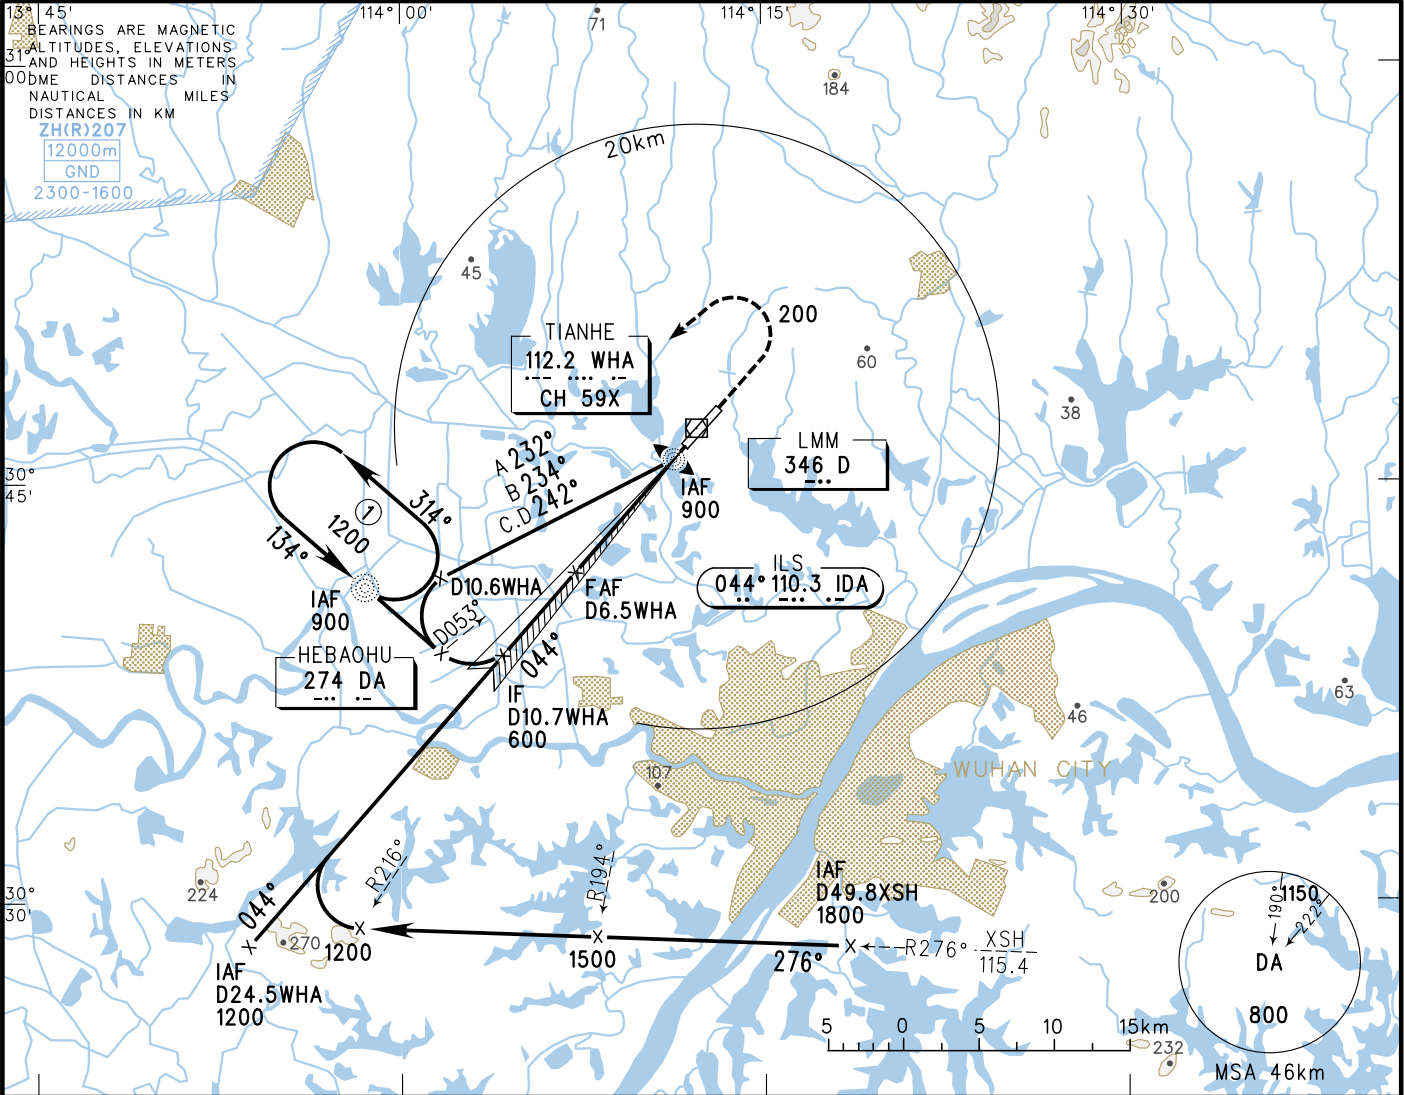 13° 45'
114° 00'
114° 15'
114° 30'
BEARINGS ARE MAGNETIC
ALTITUDES, ELEVATIONS
AND HEIGHTS IN METERS
DME DISTANCES IN
NAUTICAL MILES
DISTANCES IN KM
31°
00'
ZH(R)207
12000m
GND
2300-1600
71
184
20km
45
TIANHE
112.2 WHA
CH 59X
200
60
38
LMM
346 D
30°
45'
A 232°
B 234°
C.D 242°
IAF
900
314°
1
1200
134°
D10.6WHA
FAF
D6.5WHA
ILS
044° 110.3 IDA
IAF
900
D053°
044°
HEBAOHU
274 DA
IF
D10.7WHA
600
63
46
WUHAN CITY
107
R216°
R194°
IAF
D49.8XSH
1800
224
30°
30'
044°
270
1200
1500
276°
R276°
XSH
115.4
200
1150
190°
222°
DA
800
MSA 46km
IAF
D24.5WHA
1200
5 0 5 10 15km
232